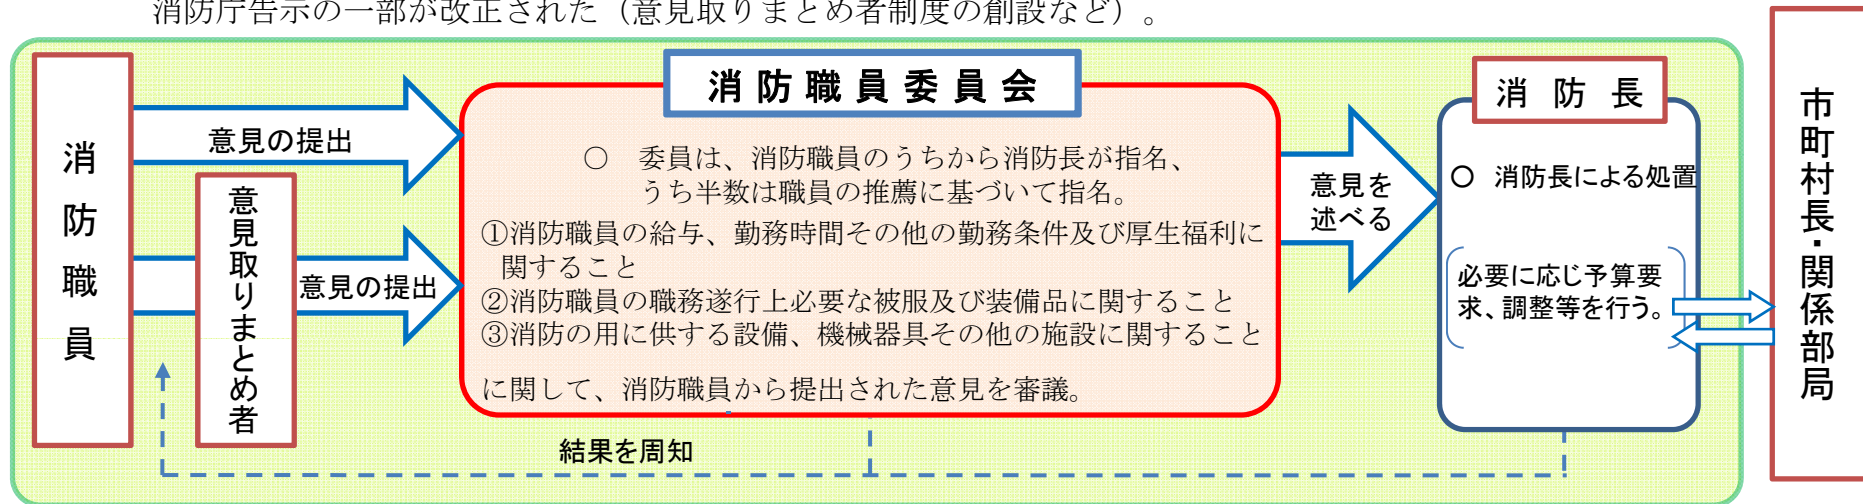 消防庁告示の一部が改正された（意見取りまとめ者制度の創設など）。
消防職員
意見の提出
意見取りまとめ者
意見の提出
消防職員委員会
○　委員は、消防職員のうちから消防長が指名、
うち半数は職員の推薦に基づいて指名。
①消防職員の給与、勤務時間その他の勤務条件及び厚生福利に
関すること
②消防職員の職務遂行上必要な被服及び装備品に関すること
③消防の用に供する設備、機械器具その他の施設に関すること
に関して、消防職員から提出された意見を審議。
意見を
述べる
消防長
○　消防長による処置
必要に応じ予算要
求、調整等を行う。
市町村長・関係部局
結果を周知